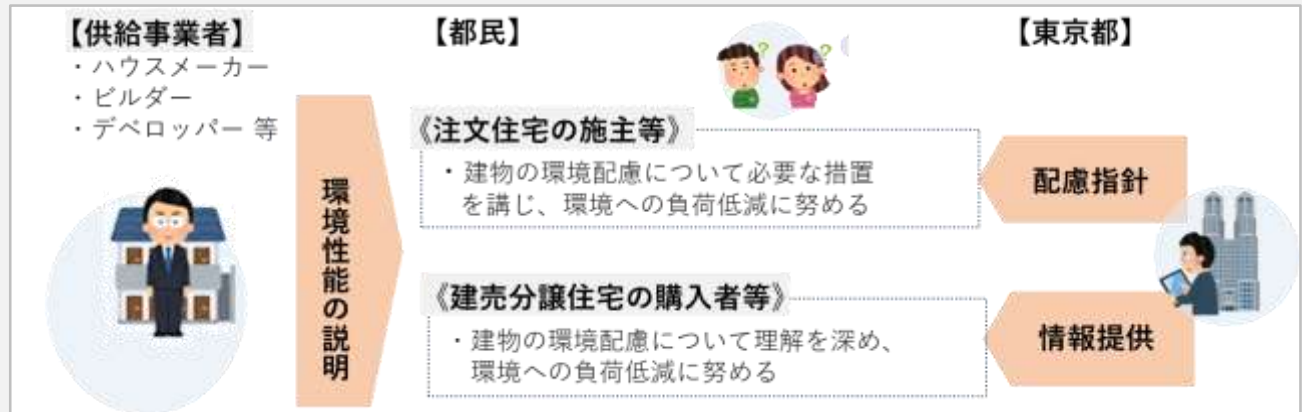 【供給事業者】
・ハウスメーカー
・ビルダー
・デベロッパー 等
環境性能の説明
【都民】
《注文住宅の施主等》
・建物の環境配慮について必要な措置
を講じ、環境への負荷低減に努める
《建売分譲住宅の購入者等》
・建物の環境配慮について理解を深め、
環境への負荷低減に努める
【東京都】
配慮指針
情報提供